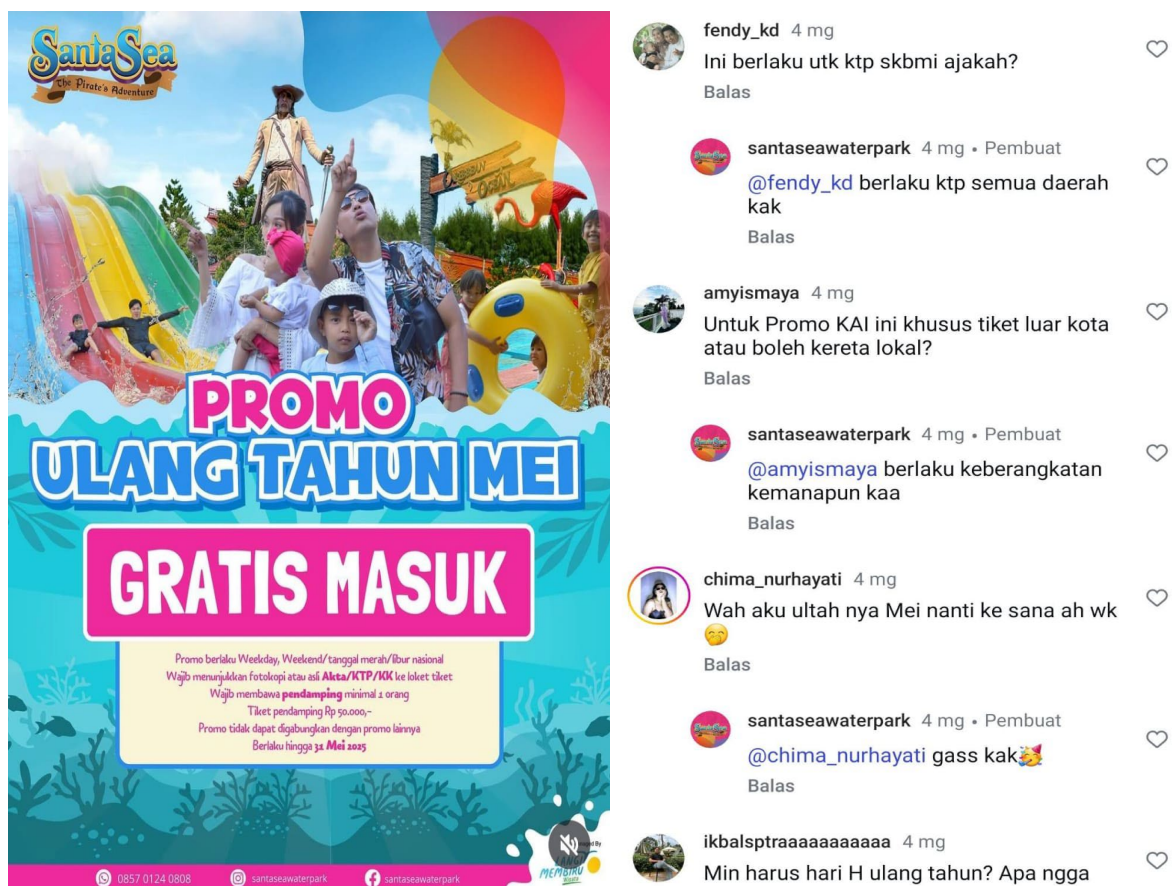 SantaSea
The Pirate's Adventure
PROMO
ULANG TAHUN MEI
GRATIS MASUK
Promo berlaku Weekday, Weekend/tanggal merah/libur nasional
Wajib menunjukkan fotokopi atau asli Akta/KTP/KK ke loket tiket
Wajib membawa pendamping minimal 1 orang
Tiket pendamping Rp 50.000,-
Promo tidak dapat digabungkan dengan promo lainnya
Berlaku hingga 31 Mei 2025
0857 0124 0808
santaseawaterpark
santaseawaterpark
MEMBIRU
fendy_kd 4 mg
Ini berlaku utk ktp skbmi ajakah?
Balas
santaseawaterpark 4 mg • Pembuat
@fendy_kd berlaku ktp semua daerah
kak
Balas
amyismaya 4 mg
Untuk Promo KAI ini khusus tiket luar kota
atau boleh kereta lokal?
Balas
santaseawaterpark 4 mg • Pembuat
@amyismaya berlaku keberangkatan
kemanapun kaa
Balas
chima_nurhayati 4 mg
Wah aku ultah nya Mei nanti ke sana ah wk
🤭
Balas
santaseawaterpark 4 mg • Pembuat
@chima_nurhayati gass kak🥳
Balas
ikbalsptraaaaaaaaaaa 4 mg
Min harus hari H ulang tahun? Apa ngga